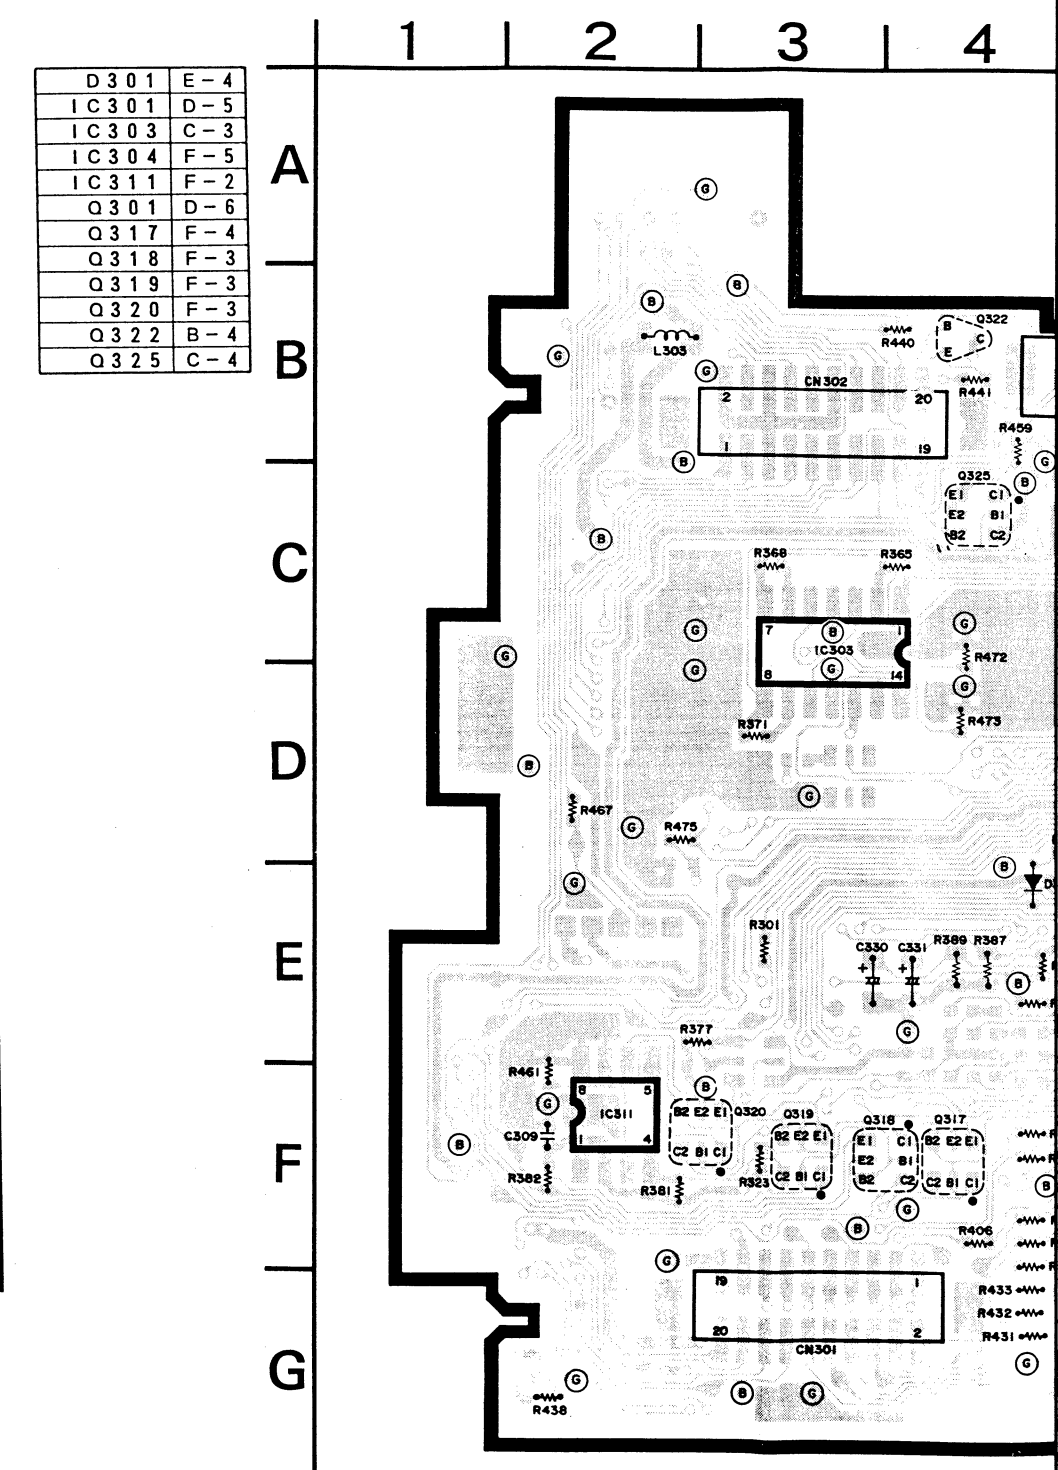 1 2 3 4
D301 E-4
IC301 D-5
IC303 C-3
IC304 F-5
IC311 F-2
Q301 D-6
Q317 F-4
Q318 F-3
Q319 F-3
Q320 F-3
Q322 B-4
Q325 C-4
A
G
B
B
B
L303
G
G
R440
B C E Q322
R441
CN302
2 20
1 19
R459
B
G
B
Q325
E1 C1
E2 B1
B2 C2
C
B
R368
R365
G
7 B 1
IC303
8 G 14
G
R472
G
G
G
R473
R371
D
B
G
R467
G
R475
B
G
D
E
R301
C330 C331 R389 R387
+ +
B
G
R377
R461
8 5
IC311
1 4
G
B
B2 E2 E1 Q320
C2 B1 C1
Q319
B2 E2 E1
C2 B1 C1
Q318
E1 C1
E2 B1
B2 C2
Q317
B2 E2 E1
C2 B1 C1
F
C309
B
R382
R381
R323
B
G
B
R406
G
19 1
20 2
CN301
R433
R432
R431
G
G
G
R438
B
G